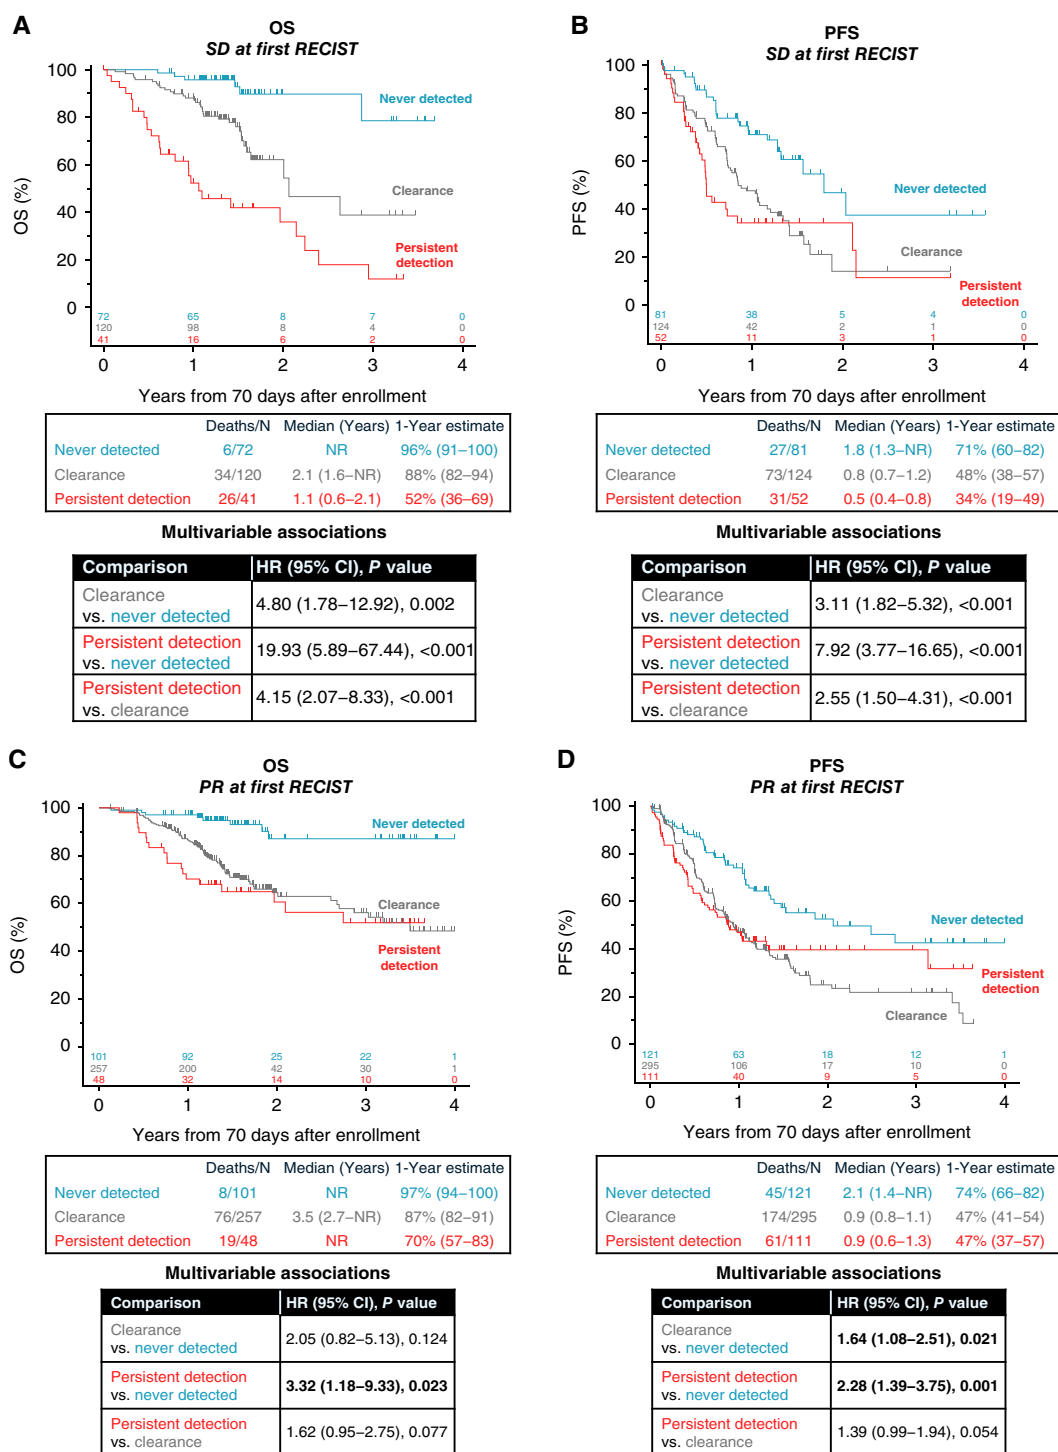 A
OS
SD at first RECIST
100
80
60
40
20
0
OS (%)
Never detected
Clearance
Persistent
detection
72 65 8 7 0
120 98 8 4 0
41 16 6 2 0
0 1 2 3 4
Years from 70 days after enrollment
Deaths/N Median (Years) 1-Year estimate
Never detected 6/72 NR 96% (91–100)
Clearance 34/120 2.1 (1.6–NR) 88% (82–94)
Persistent detection 26/41 1.1 (0.6–2.1) 52% (36–69)
Multivariable associations
Comparison HR (95% CI), P value
Clearance
vs. never detected
4.80 (1.78–12.92), 0.002
Persistent detection
vs. never detected
19.93 (5.89–67.44), <0.001
Persistent detection
vs. clearance
4.15 (2.07–8.33), <0.001
B
PFS
SD at first RECIST
100
80
60
40
20
0
PFS (%)
Never detected
Clearance
Persistent
detection
81 38 5 4 0
124 42 2 1 0
52 11 3 1 0
0 1 2 3 4
Years from 70 days after enrollment
Deaths/N Median (Years) 1-Year estimate
Never detected 27/81 1.8 (1.3–NR) 71% (60–82)
Clearance 73/124 0.8 (0.7–1.2) 48% (38–57)
Persistent detection 31/52 0.5 (0.4–0.8) 34% (19–49)
Multivariable associations
Comparison HR (95% CI), P value
Clearance
vs. never detected
3.11 (1.82–5.32), <0.001
Persistent detection
vs. never detected
7.92 (3.77–16.65), <0.001
Persistent detection
vs. clearance
2.55 (1.50–4.31), <0.001
C
OS
PR at first RECIST
100
80
60
40
20
0
OS (%)
Never detected
Clearance
Persistent
detection
101 92 25 22 1
257 200 42 30 1
48 32 14 10 0
0 1 2 3 4
Years from 70 days after enrollment
Deaths/N Median (Years) 1-Year estimate
Never detected 8/101 NR 97% (94–100)
Clearance 76/257 3.5 (2.7–NR) 87% (82–91)
Persistent detection 19/48 NR 70% (57–83)
Multivariable associations
Comparison HR (95% CI), P value
Clearance
vs. never detected
2.05 (0.82–5.13), 0.124
Persistent detection
vs. never detected
3.32 (1.18–9.33), 0.023
Persistent detection
vs. clearance
1.62 (0.95–2.75), 0.077
D
PFS
PR at first RECIST
100
80
60
40
20
0
PFS (%)
Never detected
Persistent
detection
Clearance
121 63 18 12 1
295 106 17 10 0
111 40 9 5 0
0 1 2 3 4
Years from 70 days after enrollment
Deaths/N Median (Years) 1-Year estimate
Never detected 45/121 2.1 (1.4–NR) 74% (66–82)
Clearance 174/295 0.9 (0.8–1.1) 47% (41–54)
Persistent detection 61/111 0.9 (0.6–1.3) 47% (37–57)
Multivariable associations
Comparison HR (95% CI), P value
Clearance
vs. never detected
1.64 (1.08–2.51), 0.021
Persistent detection
vs. never detected
2.28 (1.39–3.75), 0.001
Persistent detection
vs. clearance
1.39 (0.99–1.94), 0.054